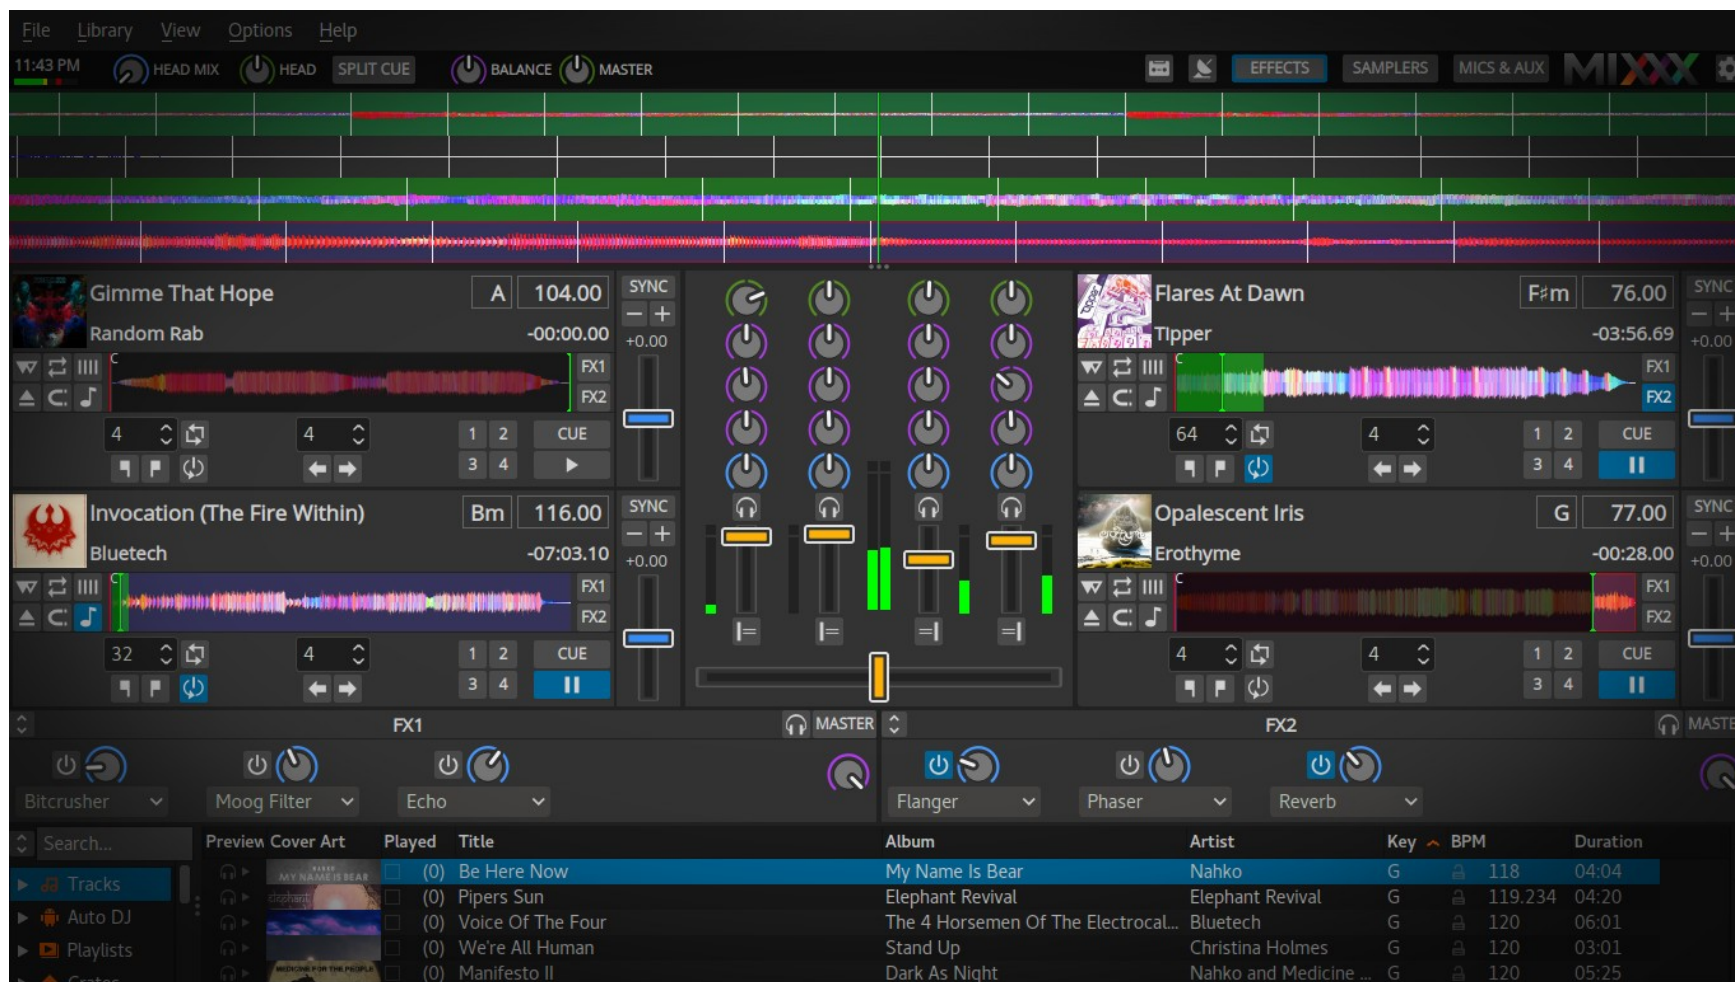 File Library View Options Help
11:43 PM HEAD MIX HEAD SPLIT CUE BALANCE MASTER EFFECTS SAMPLERS MICS & AUX MIXXX
Gimme That Hope A 104.00 SYNC
Random Rab -00:00.00 +0.00
C FX1
FX2
4 4 1 2 CUE
3 4
Flares At Dawn F♯m 76.00 SYNC
Tipper -03:56.69 +0.00
C FX1
FX2
64 4 1 2 CUE
3 4
Invocation (The Fire Within) Bm 116.00 SYNC
Bluetech -07:03.10 +0.00
C FX1
FX2
32 4 1 2 CUE
3 4
Opalescent Iris G 77.00 SYNC
Erothyme -00:28.00 +0.00
C FX1
FX2
4 4 1 2 CUE
3 4
FX1 MASTER
Bitcrusher Moog Filter Echo
FX2 MASTE
Flanger Phaser Reverb
Search... Preview Cover Art Played Title Album Artist Key BPM Duration
Tracks MY NAME IS BEAR (0) Be Here Now My Name Is Bear Nahko G 118 04:04
elephant (0) Pipers Sun Elephant Revival Elephant Revival G 119.234 04:20
Auto DJ (0) Voice Of The Four The 4 Horsemen Of The Electrocal... Bluetech G 120 06:01
Playlists (0) We're All Human Stand Up Christina Holmes G 120 03:01
Crates MEDICINE FOR THE PEOPLE (0) Manifesto II Dark As Night Nahko and Medicine ... G 120 05:25